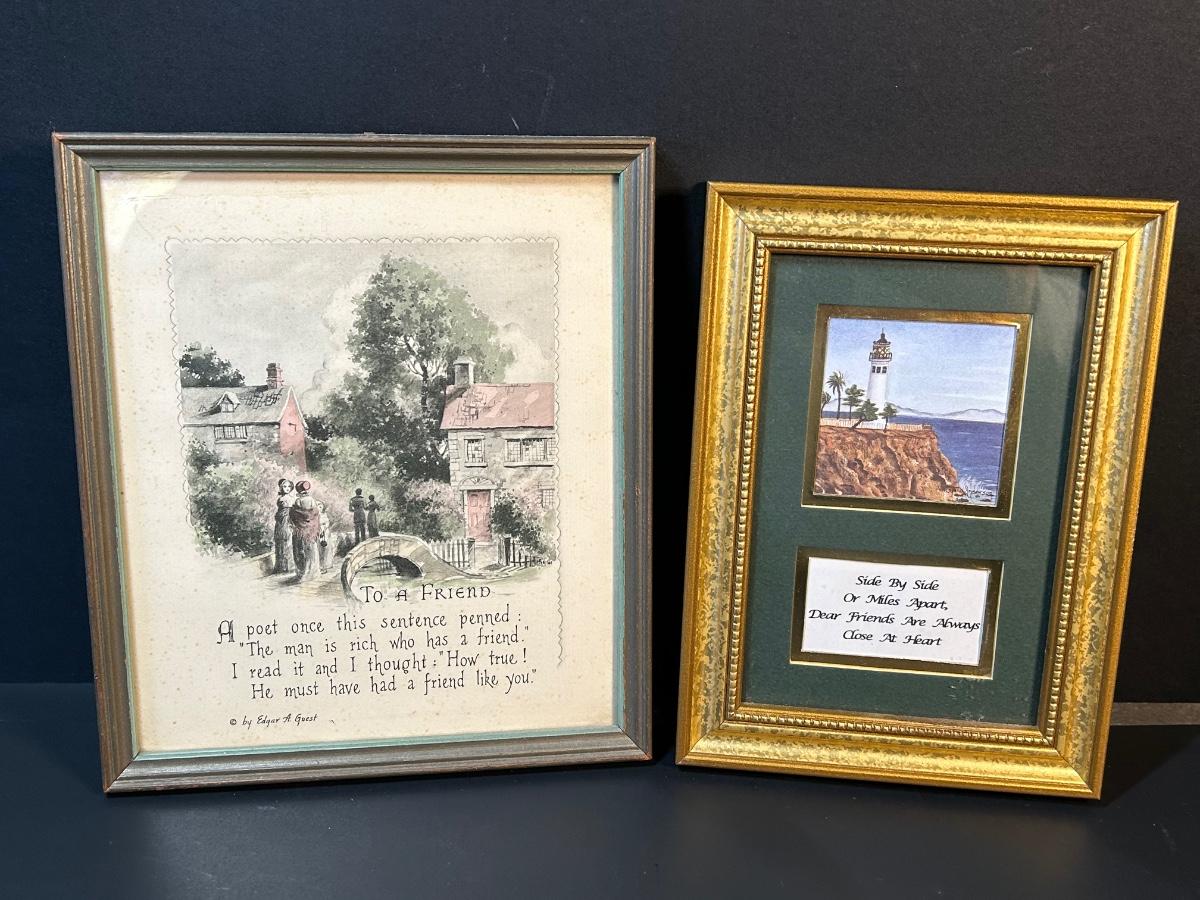 To a Friend
A poet once this sentence penned:
"The man is rich who has a friend."
I read it and I thought: "How true!
He must have had a friend like you."
© by Edgar A. Guest
Side By Side
Or Miles Apart,
Dear Friends Are Always
Close At Heart